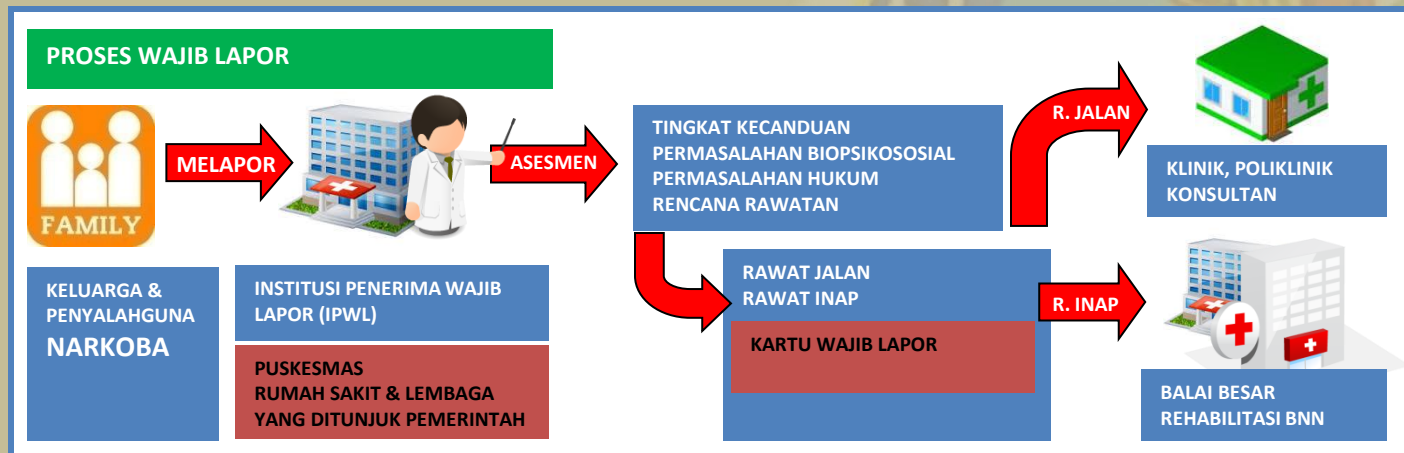 PROSES WAJIB LAPOR
FAMILY
MELAPOR
ASESMEN
KELUARGA &
PENYALAHGUNA
NARKOBA
INSTITUSI PENERIMA WAJIB
LAPOR (IPWL)
PUSKESMAS
RUMAH SAKIT & LEMBAGA
YANG DITUNJUK PEMERINTAH
TINGKAT KECANDUAN
PERMASALAHAN BIOPSIKOSOSIAL
PERMASALAHAN HUKUM
RENCANA RAWATAN
RAWAT JALAN
RAWAT INAP
KARTU WAJIB LAPOR
R. JALAN
KLINIK, POLIKLINIK
KONSULTAN
R. INAP
BALAI BESAR
REHABILITASI BNN